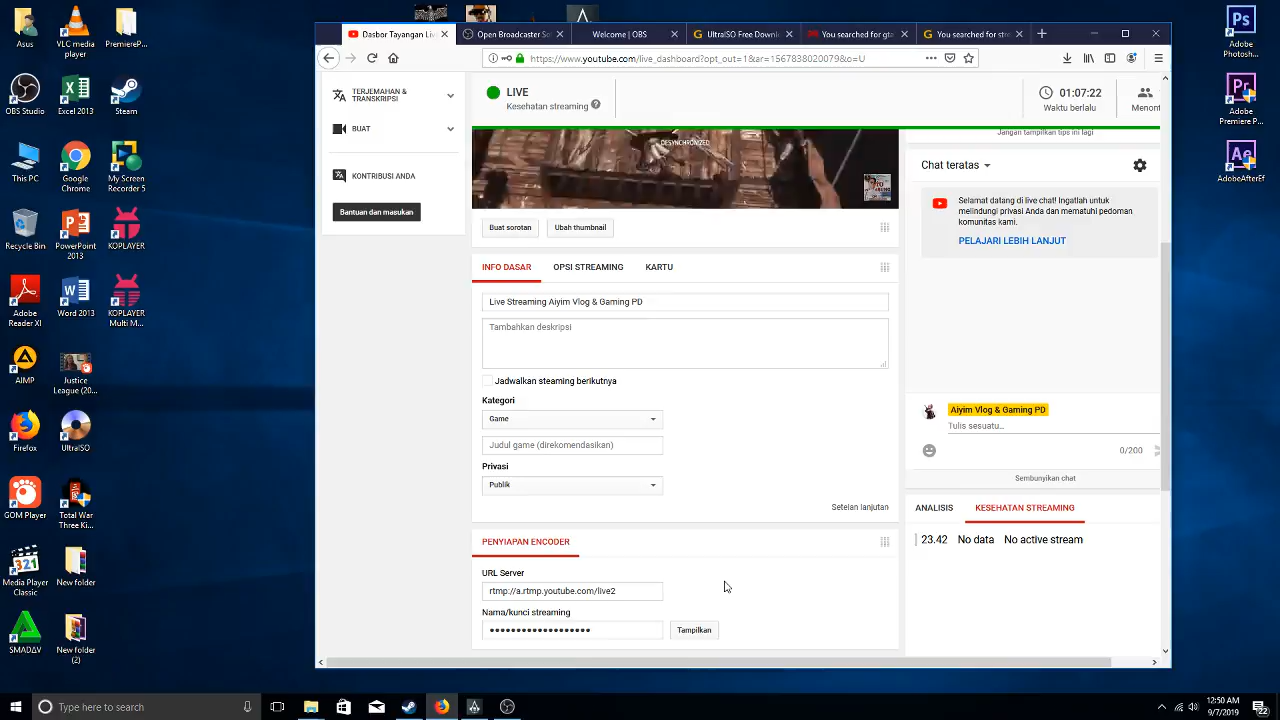 Asus
VLC media player
PremiereP...
OBS Studio
Excel 2013
Steam
This PC
Google Chrome
My Screen Recorder 5
Recycle Bin
PowerPoint 2013
KOPLAYER
Adobe Reader XI
Word 2013
KOPLAYER Multi M...
AIMP
Justice League (20...
Firefox
UltraISO
GOM Player
Total War Three Ki...
Media Player Classic
New folder
SMADΔV
New folder (2)
Adobe Photosh...
Adobe Premiere P...
AdobeAfterEf
Dasbor Tayangan Liv
Open Broadcaster So
Welcome | OBS
UltraISO Free Downl
You searched for gta
You searched for str
https://www.youtube.com/live_dashboard?opt_out=1&ar=1567838020079&o=U
TERJEMAHAN & TRANSKRIPSI
BUAT
KONTRIBUSI ANDA
Bantuan dan masukan
LIVE
Kesehatan streaming
01:07:22
Waktu berlalu
Menont
DESYNCHRONIZED
Buat sorotan
Ubah thumbnail
INFO DASAR
OPSI STREAMING
KARTU
Live Streaming Aiyim Vlog & Gaming PD
Tambahkan deskripsi
Jadwalkan steaming berikutnya
Kategori
Game
Judul game (direkomendasikan)
Privasi
Publik
Setelan lanjutan
PENYIAPAN ENCODER
URL Server
rtmp://a.rtmp.youtube.com/live2
Nama/kunci streaming
••••••••••••••••••
Tampilkan
Jangan tampilkan tips ini lagi
Chat teratas
Selamat datang di live chat! Ingatlah untuk
melindungi privasi Anda dan mematuhi pedoman
komunitas kami.
PELAJARI LEBIH LANJUT
Aiyim Vlog & Gaming PD
Tulis sesuatu...
0/200
Sembunyikan chat
ANALISIS
KESEHATAN STREAMING
23.42 No data No active stream
Type here to search
12:50 AM
9/7/2019
22